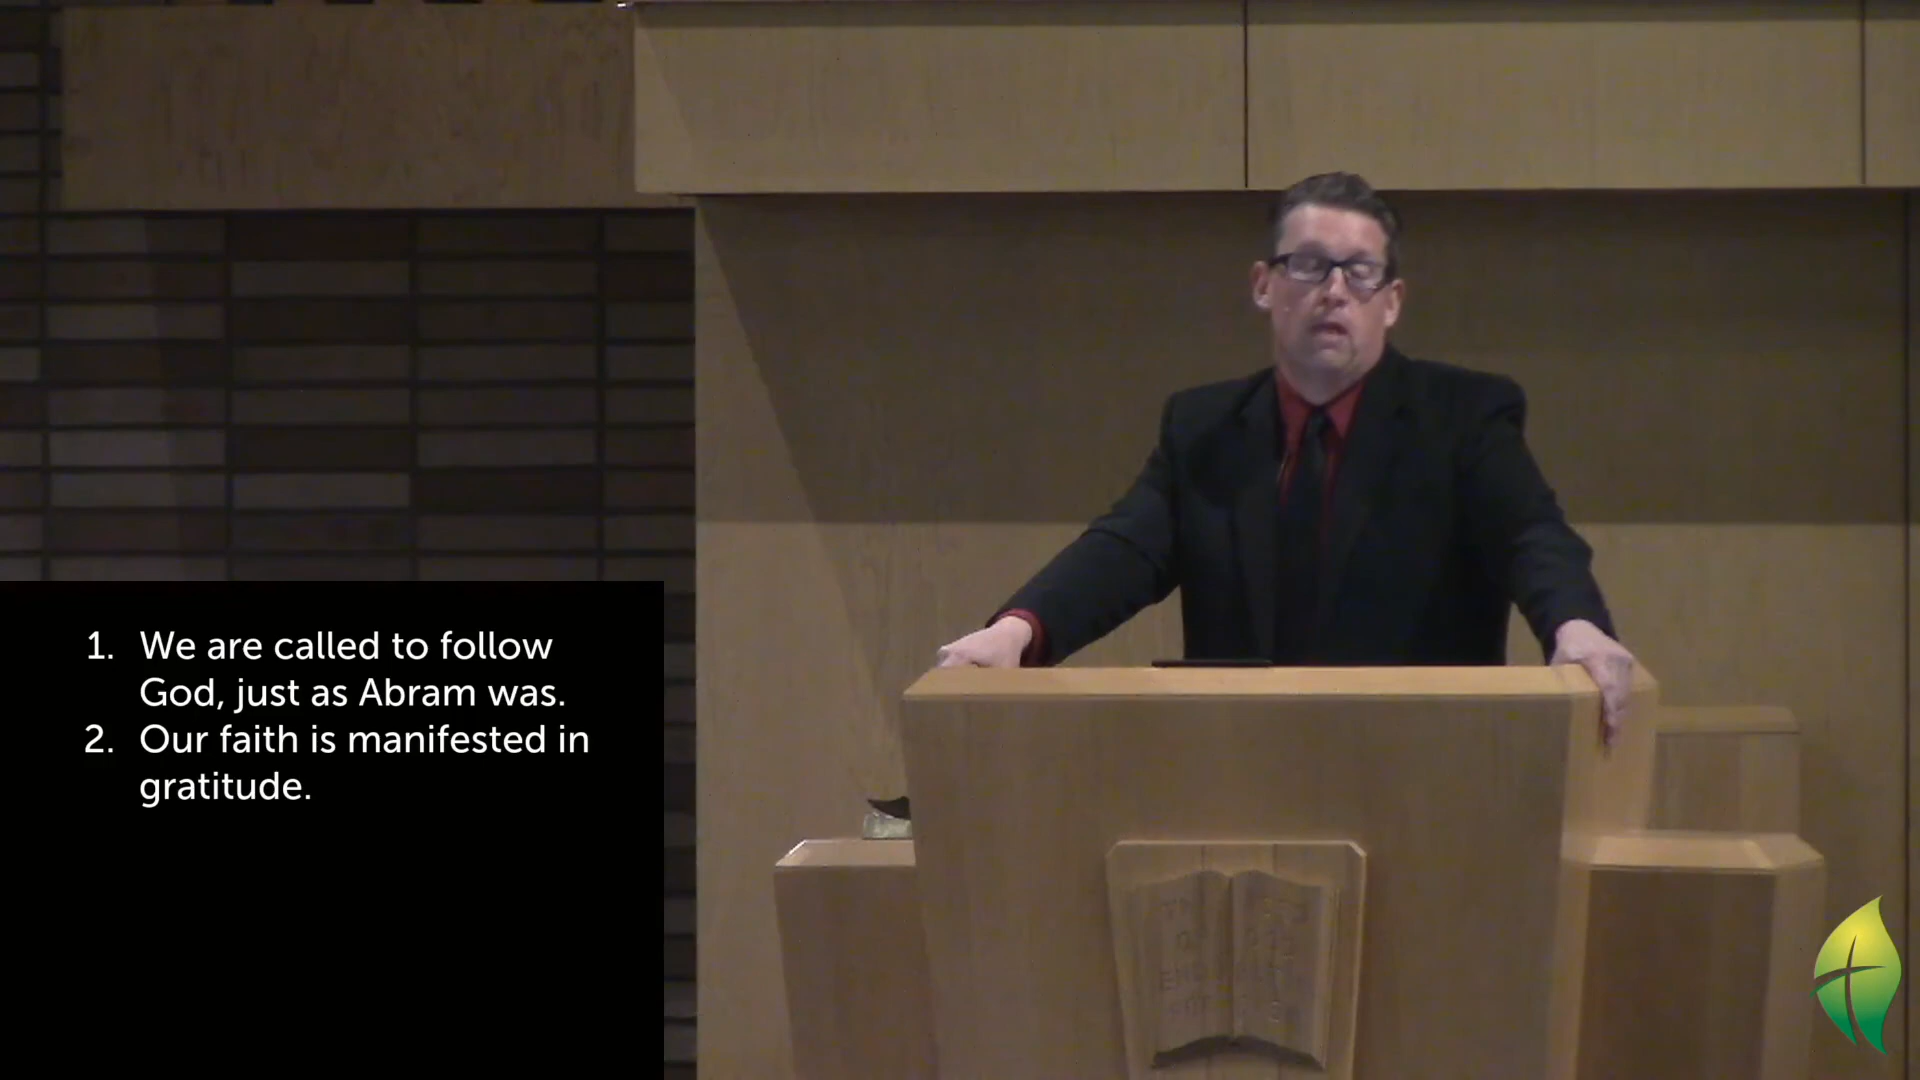 1. We are called to follow
God, just as Abram was.
2. Our faith is manifested in
gratitude.